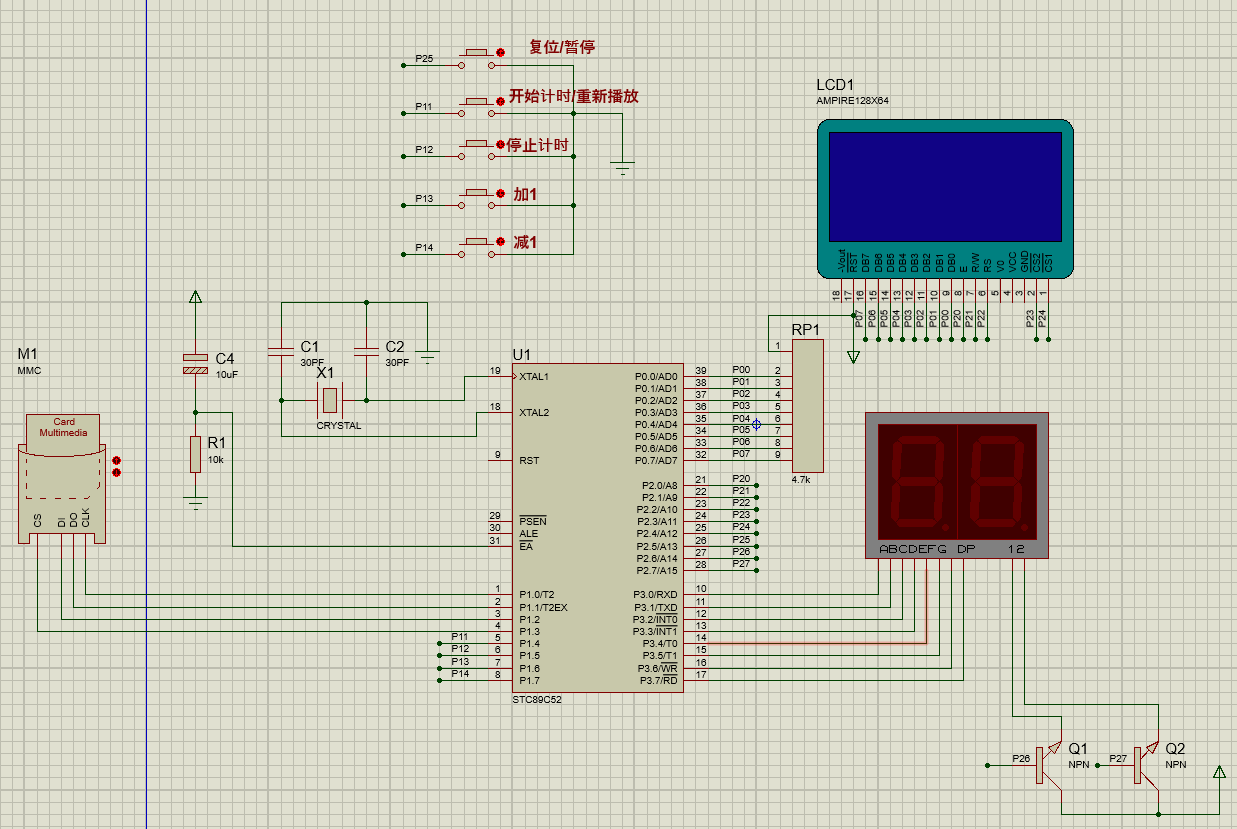 P25
复位/暂停
P11
开始计时/重新播放
P12
停止计时
P13
加1
P14
减1
LCD1
AMPIRE128X64
-Vout
RST
DB7
DB6
DB5
DB4
DB3
DB2
DB1
DB0
E
R/W
RS
V0
VCC
GND
CS2
CS1
18
17
16
15
14
13
12
11
10
9
8
7
6
5
4
3
2
1
P07
P06
P05
P04
P03
P02
P01
P00
P20
P21
P22
P23
P24
M1
MMC
Card
Multimedia
CS
DI
DO
CLK
C4
10uF
R1
10k
C1
30PF
C2
30PF
X1
CRYSTAL
U1
19 XTAL1
18 XTAL2
9 RST
29 PSEN
30 ALE
31 EA
1 P1.0/T2
2 P1.1/T2EX
3 P1.2
4 P1.3
P11 5 P1.4
P12 6 P1.5
P13 7 P1.6
P14 8 P1.7
P0.0/AD0 39 P00 2
P0.1/AD1 38 P01 3
P0.2/AD2 37 P02 4
P0.3/AD3 36 P03 5
P0.4/AD4 35 P04 6
P0.5/AD5 34 P05 7
P0.6/AD6 33 P06 8
P0.7/AD7 32 P07 9
P2.0/A8 21 P20
P2.1/A9 22 P21
P2.2/A10 23 P22
P2.3/A11 24 P23
P2.4/A12 25 P24
P2.5/A13 26 P25
P2.6/A14 27 P26
P2.7/A15 28 P27
P3.0/RXD 10
P3.1/TXD 11
P3.2/INT0 12
P3.3/INT1 13
P3.4/T0 14
P3.5/T1 15
P3.6/WR 16
P3.7/RD 17
STC89C52
RP1
1
4.7k
ABCDEFG DP 12
P26
Q1
NPN
P27
Q2
NPN